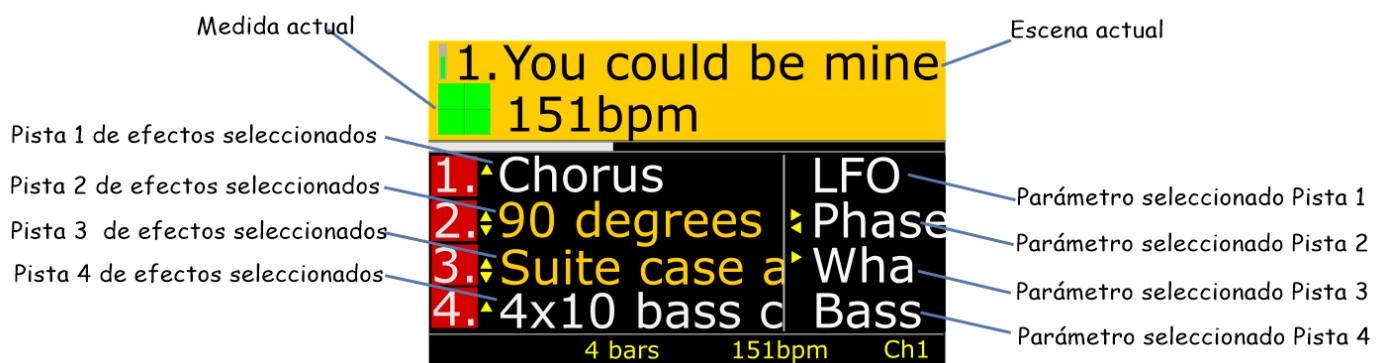 Medida actual
Escena actual
1.You could be mine
151bpm
Pista 1 de efectos seleccionados
Pista 2 de efectos seleccionados
Pista 3 de efectos seleccionados
Pista 4 de efectos seleccionados
1. Chorus LFO
2. 90 degrees Phase
3. Suite case a Wha
4. 4x10 bass c Bass
Parámetro seleccionado Pista 1
Parámetro seleccionado Pista 2
Parámetro seleccionado Pista 3
Parámetro seleccionado Pista 4
4 bars 151bpm Ch1